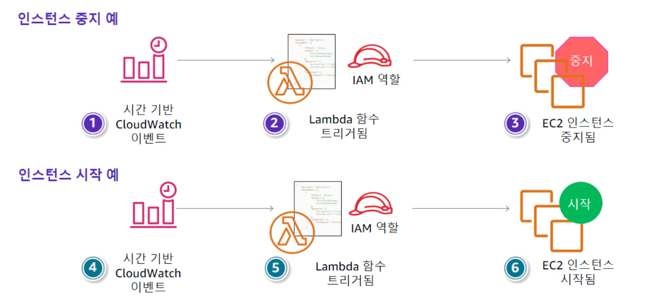 인스턴스 중지 예
중지
IAM 역할
1
시간 기반
CloudWatch
이벤트
2
Lambda 함수
트리거됨
3
EC2 인스턴스
중지됨
인스턴스 시작 예
시작
IAM 역할
4
시간 기반
CloudWatch
이벤트
5
Lambda 함수
트리거됨
6
EC2 인스턴스
시작됨